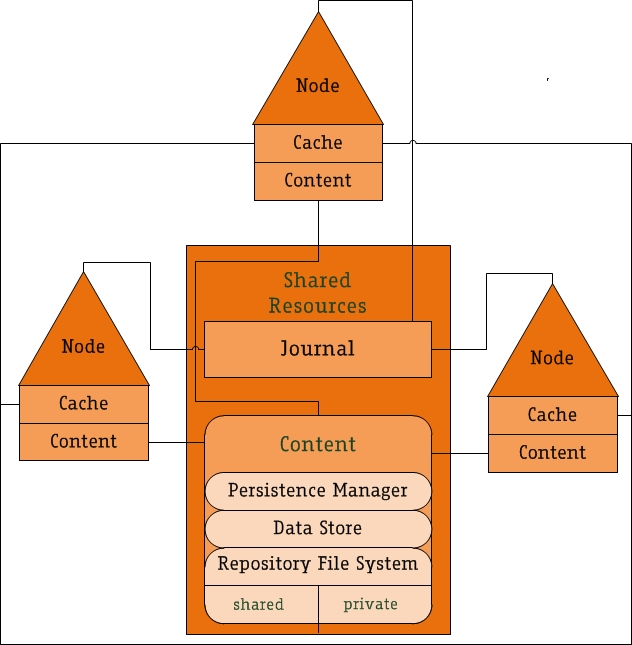 Node
Cache
Content
Shared
Resources
Journal
Node
Cache
Content
Node
Cache
Content
Content
Persistence Manager
Data Store
Repository File System
shared
private